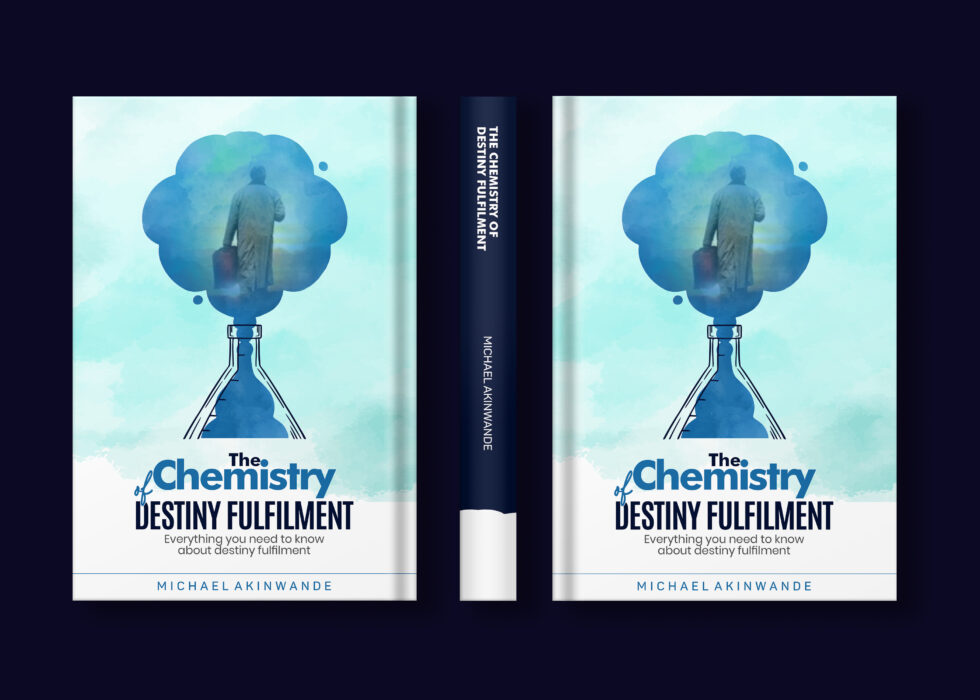 The
Chemistry
of
DESTINY FULFILMENT
Everything you need to know
about destiny fulfilment
MICHAEL AKINWANDE
THE CHEMISTRY OF
DESTINY FULFILMENT
MICHAEL AKINWANDE
The
Chemistry
of
DESTINY FULFILMENT
Everything you need to know
about destiny fulfilment
MICHAEL AKINWANDE